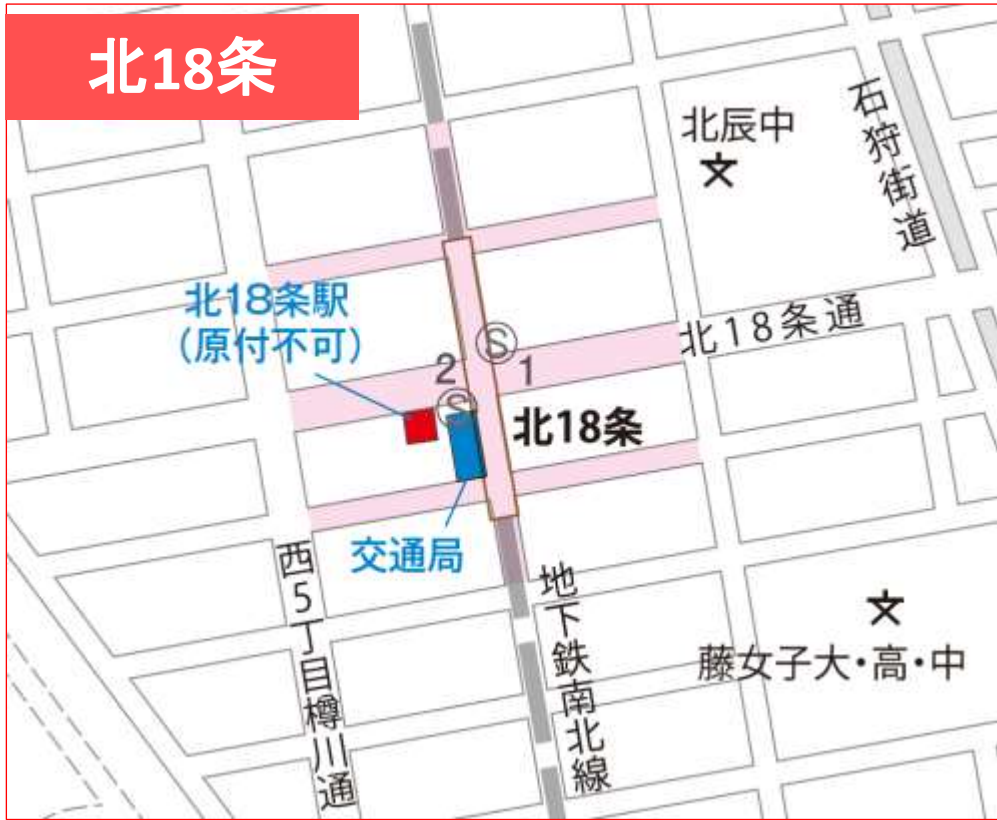 北18条
北辰中
石狩街道
北18条駅
（原付不可）
北18条通
S
2
1
S
北18条
交通局
西5丁目樽川通
地下鉄南北線
藤女子大・高・中